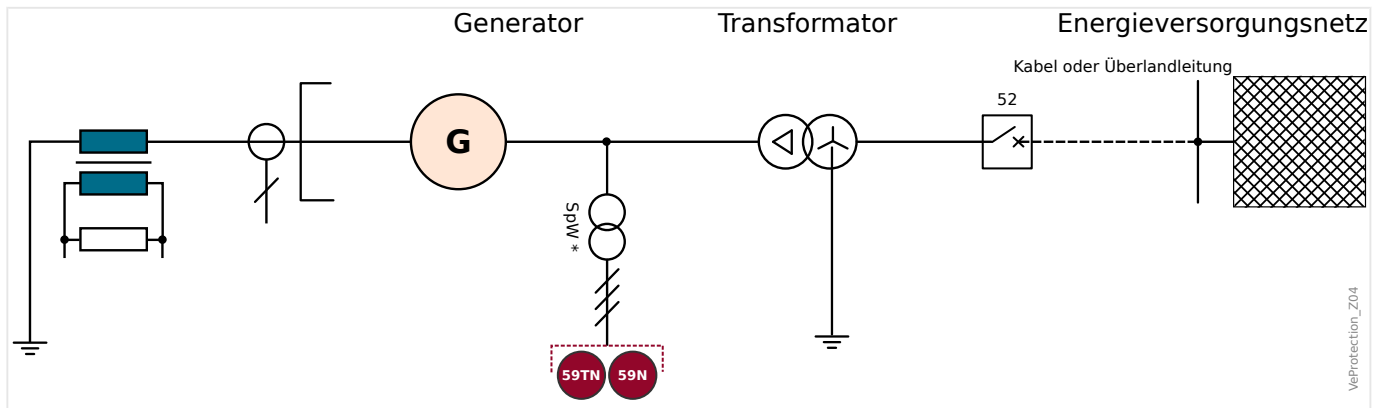 Generator Transformator Energieversorgungsnetz
Kabel oder Überlandleitung
52
G
SpW *
59TN 59N
VeProtection_Z04